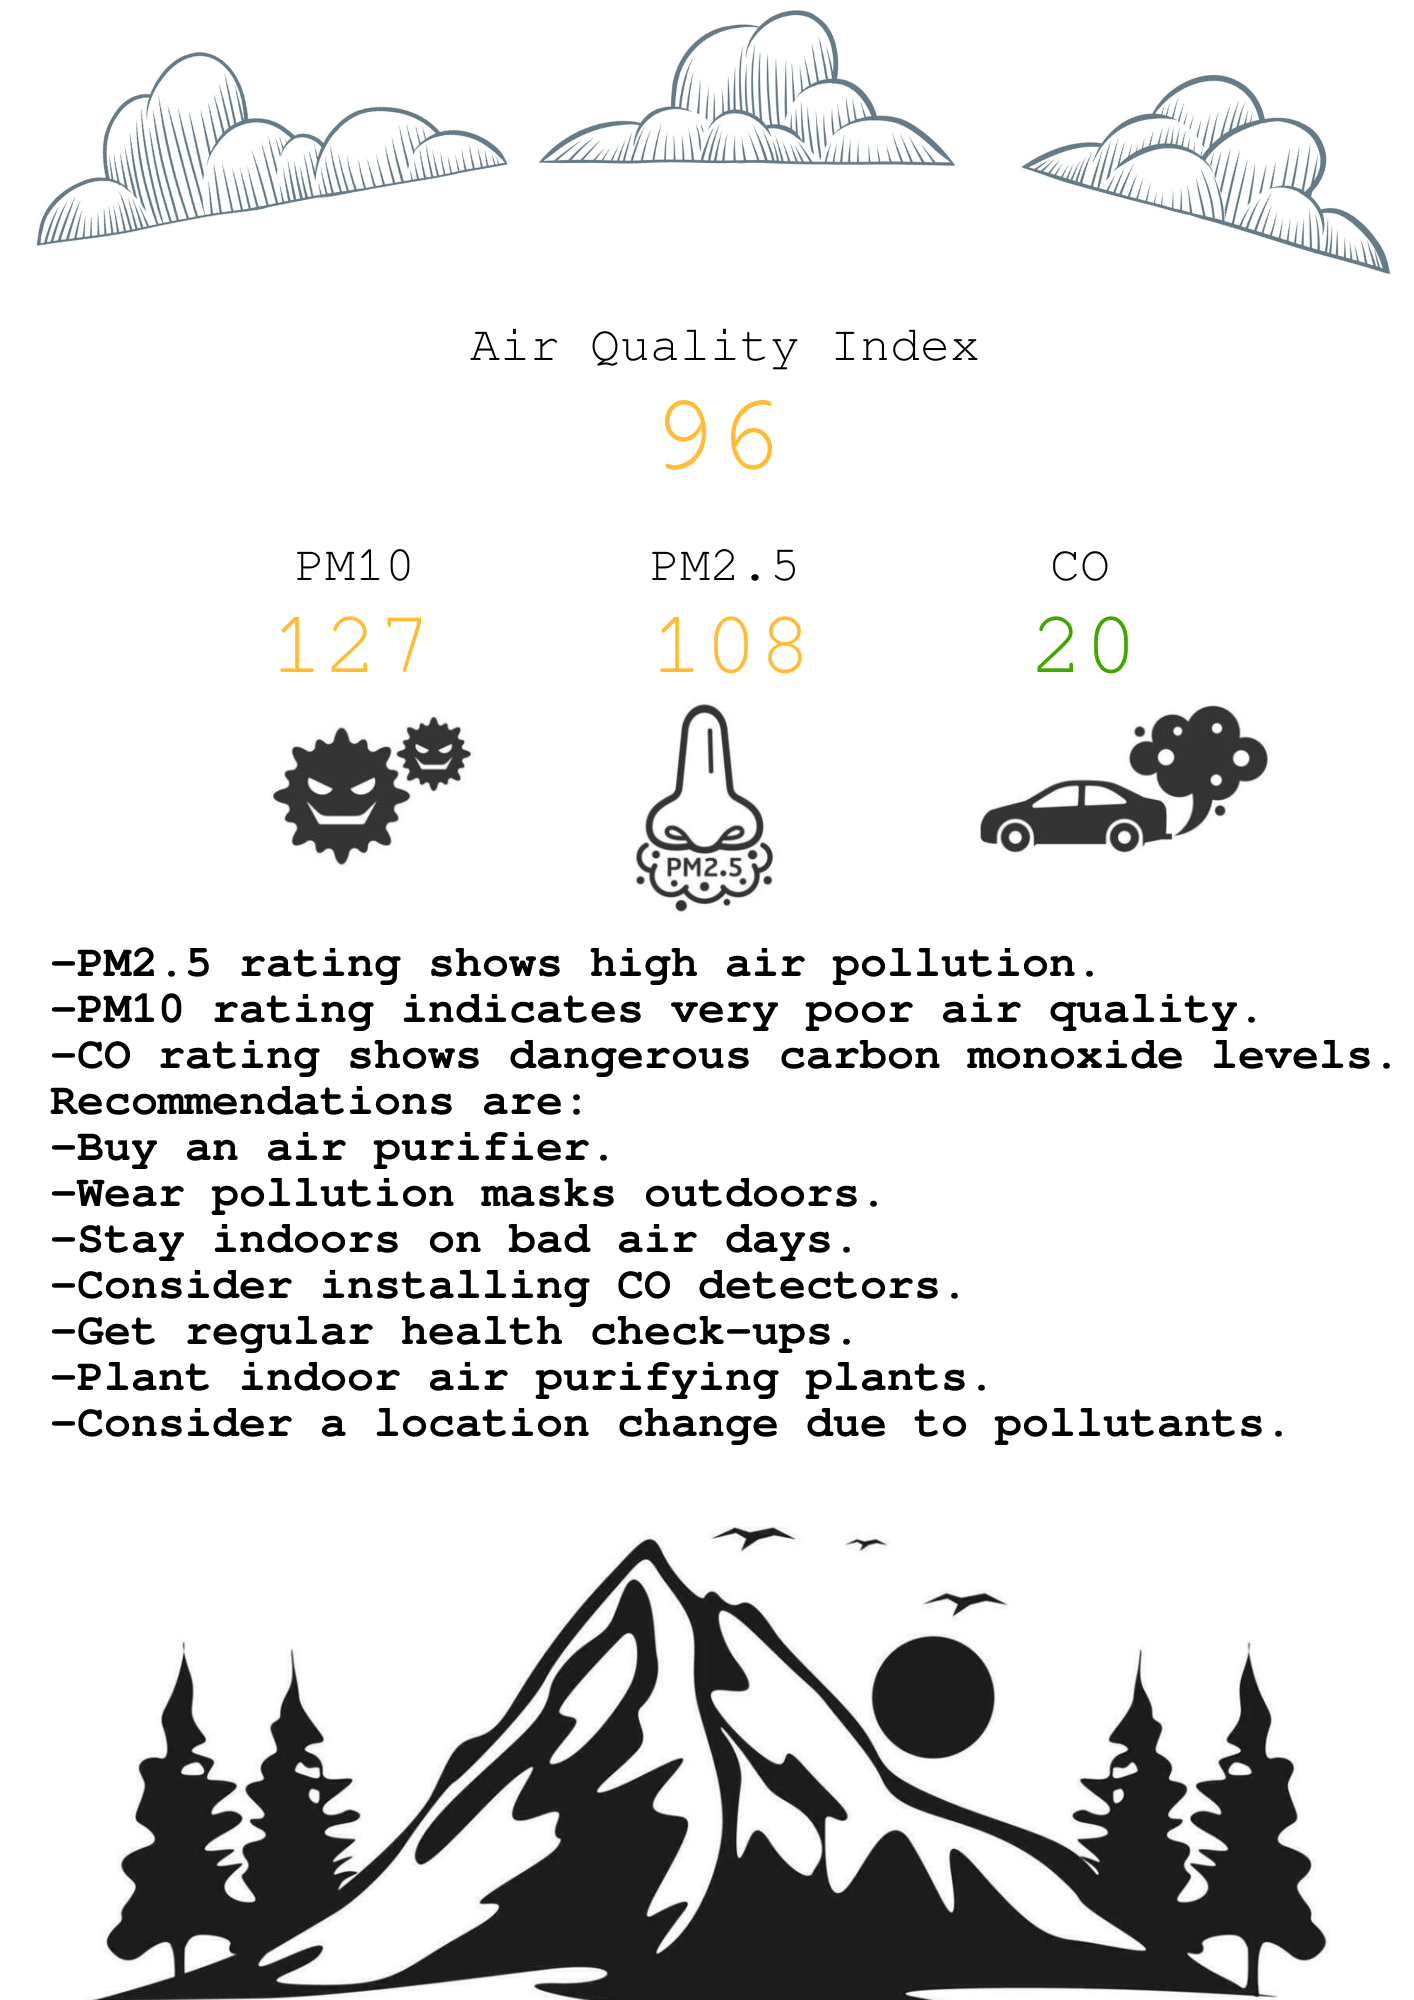 Air Quality Index
96
PM10 PM2.5 CO
127 108 20
PM2.5
-PM2.5 rating shows high air pollution.
-PM10 rating indicates very poor air quality.
-CO rating shows dangerous carbon monoxide levels.
Recommendations are:
-Buy an air purifier.
-Wear pollution masks outdoors.
-Stay indoors on bad air days.
-Consider installing CO detectors.
-Get regular health check-ups.
-Plant indoor air purifying plants.
-Consider a location change due to pollutants.